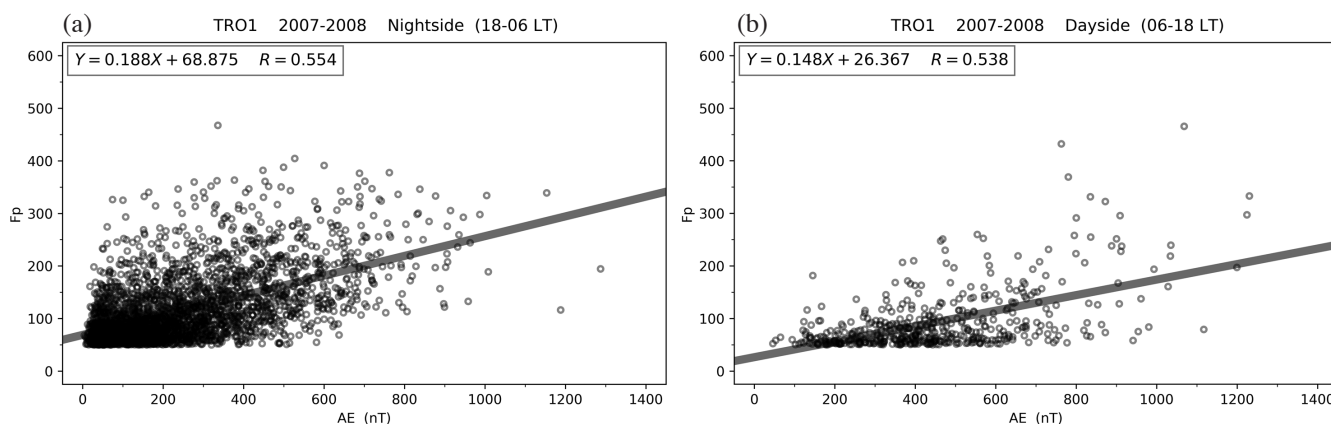 (a) TRO1 2007-2008 Nightside (18-06 LT)
Y = 0.188X + 68.875 R = 0.554
600
500
400
300
200
100
0
Fp
0 200 400 600 800 1000 1200 1400
AE (nT)
(b) TRO1 2007-2008 Dayside (06-18 LT)
Y = 0.148X + 26.367 R = 0.538
600
500
400
300
200
100
0
Fp
0 200 400 600 800 1000 1200 1400
AE (nT)